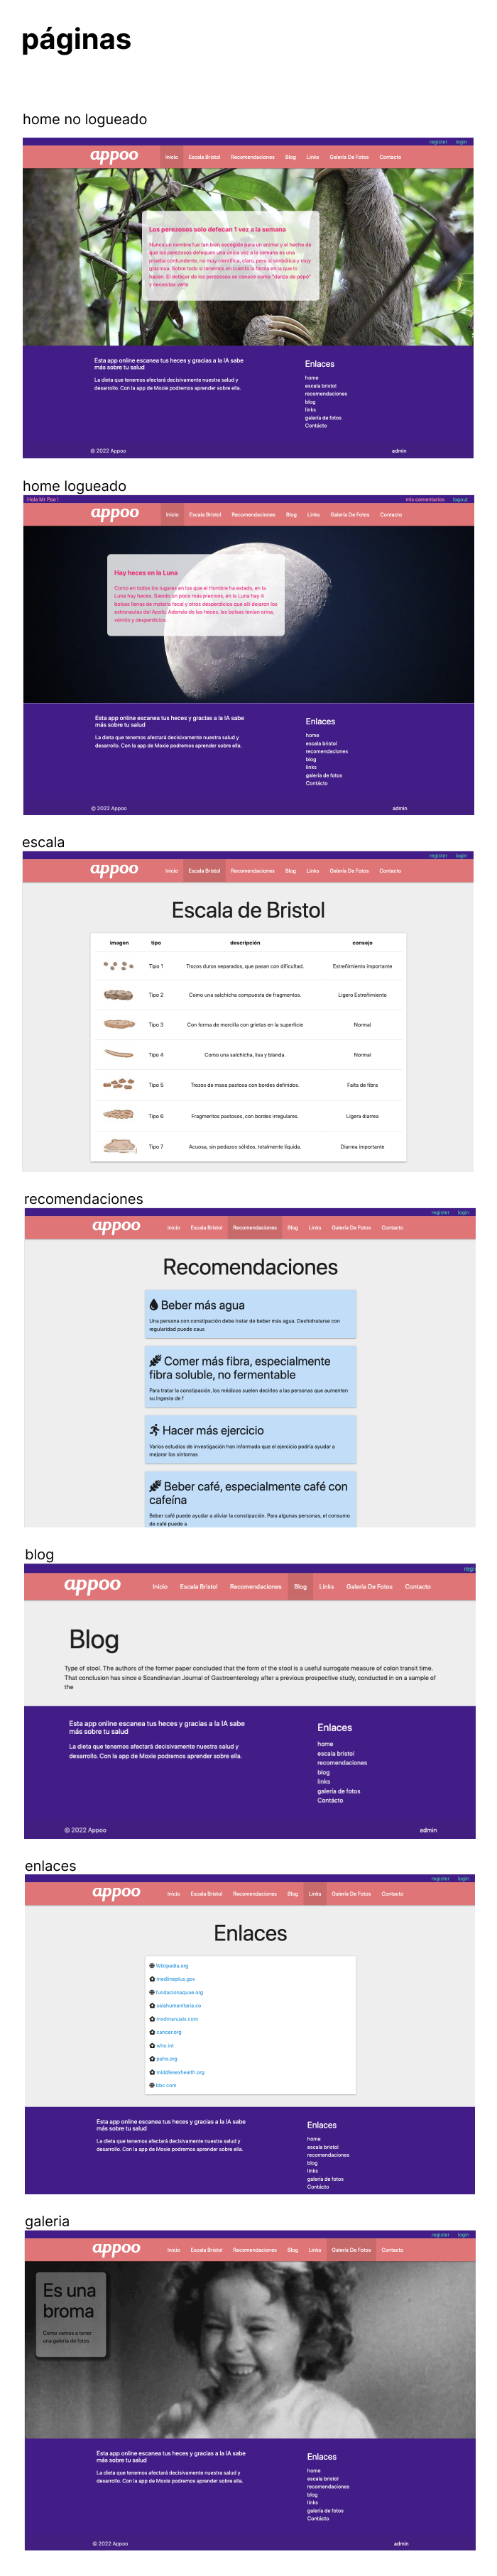 páginas
home no logueado
register login
appoo Inicio Escala Bristol Recomendaciones Blog Links Galería De Fotos Contacto
Los perezosos solo defecan 1 vez a la semana
Nunca un nombre fue tan bien escogido para un animal y el hecho de
que los perezosos defequen una única vez a la semana es una
prueba contundente, no muy científica, claro, pero sí simbólica y muy
graciosa. Sobre todo si tenemos en cuenta la forma en la que lo
hacen. El defecar de los perezosos se conoce como "danza de popó"
y necesitas verlo
Esta app online escanea tus heces y gracias a la IA sabe
más sobre tu salud
La dieta que tenemos afectará decisivamente nuestra salud y
desarrollo. Con la app de Moxie podremos aprender sobre ella.
Enlaces
home
escala bristol
recomendaciones
blog
links
galería de fotos
Contácto
© 2022 Appoo
admin
home logueado
Hola Mr Poo ! mis comentarios logout
appoo Inicio Escala Bristol Recomendaciones Blog Links Galería De Fotos Contacto
Hay heces en la Luna
Como en todos los lugares en los que el Hombre ha estado, en la
Luna hay heces. Siendo un poco más precisos, en la Luna hay 4
bolsas llenas de materia fecal y otros desperdicios que allí dejaron los
astronautas del Apolo. Además de las heces, las bolsas tenían orina,
vómito y desperdicios.
Esta app online escanea tus heces y gracias a la IA sabe
más sobre tu salud
La dieta que tenemos afectará decisivamente nuestra salud y
desarrollo. Con la app de Moxie podremos aprender sobre ella.
Enlaces
home
escala bristol
recomendaciones
blog
links
galería de fotos
Contácto
© 2022 Appoo
admin
escala
register login
appoo Inicio Escala Bristol Recomendaciones Blog Links Galería De Fotos Contacto
Escala de Bristol
imagen tipo descripción consejo
Tipo 1 Trozos duros separados, que pasan con dificultad. Estreñimiento importante
Tipo 2 Como una salchicha compuesta de fragmentos. Ligero Estreñimiento
Tipo 3 Con forma de morcilla con grietas en la superficie Normal
Tipo 4 Como una salchicha, lisa y blanda. Normal
Tipo 5 Trozos de masa pastosa con bordes definidos. Falta de fibra
Tipo 6 Fragmentos pastosos, con bordes irregulares. Ligera diarrea
Tipo 7 Acuosa, sin pedazos sólidos, totalmente líquida. Diarrea importante
recomendaciones
register login
appoo Inicio Escala Bristol Recomendaciones Blog Links Galería De Fotos Contacto
Recomendaciones
Beber más agua
Una persona con constipación debe tratar de beber más agua. Deshidratarse con
regularidad puede caus
Comer más fibra, especialmente
fibra soluble, no fermentable
Para tratar la constipación, los médicos suelen decirles a las personas que aumenten
su ingesta de f
Hacer más ejercicio
Varios estudios de investigación han informado que el ejercicio podría ayudar a
mejorar los síntomas
Beber café, especialmente café con
cafeína
Beber café puede ayudar a aliviar la constipación. Para algunas personas, el consumo
de café puede a
blog
regis
appoo Inicio Escala Bristol Recomendaciones Blog Links Galería De Fotos Contacto
Blog
Type of stool. The authors of the former paper concluded that the form of the stool is a useful surrogate measure of colon transit time.
That conclusion has since e Scandinavian Journal of Gastroenterology after a previous prospective study, conducted in on a sample of
the
Esta app online escanea tus heces y gracias a la IA sabe
más sobre tu salud
La dieta que tenemos afectará decisivamente nuestra salud y
desarrollo. Con la app de Moxie podremos aprender sobre ella.
Enlaces
home
escala bristol
recomendaciones
blog
links
galería de fotos
Contácto
© 2022 Appoo
admin
enlaces
register login
appoo Inicio Escala Bristol Recomendaciones Blog Links Galería De Fotos Contacto
Enlaces
Wikipedia.org
medlineplus.gov
fundacionaquae.org
salahumanitaria.co
msdmanuals.com
cancer.org
who.int
paho.org
middlesexhealth.org
bbc.com
Esta app online escanea tus heces y gracias a la IA sabe
más sobre tu salud
La dieta que tenemos afectará decisivamente nuestra salud y
desarrollo. Con la app de Moxie podremos aprender sobre ella.
Enlaces
home
escala bristol
recomendaciones
blog
links
galería de fotos
Contácto
galeria
register login
appoo Inicio Escala Bristol Recomendaciones Blog Links Galería De Fotos Contacto
Es una
broma
Como vamos a tener
una galería de fotos
Esta app online escanea tus heces y gracias a la IA sabe
más sobre tu salud
La dieta que tenemos afectará decisivamente nuestra salud y
desarrollo. Con la app de Moxie podremos aprender sobre ella.
Enlaces
home
escala bristol
recomendaciones
blog
links
galería de fotos
Contácto
© 2022 Appoo
admin